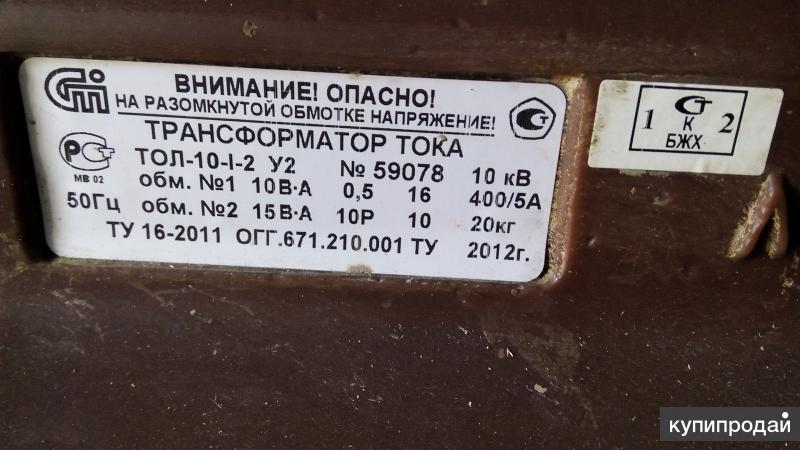 ВНИМАНИЕ! ОПАСНО!
НА РАЗОМКНУТОЙ ОБМОТКЕ НАПРЯЖЕНИЕ!
ТРАНСФОРМАТОР ТОКА
ТОЛ-10-I-2 У2 № 59078 10 кВ
МВ 02
обм. №1 10В·А 0,5 16 400/5А
50Гц обм. №2 15В·А 10Р 10 20кг
ТУ 16-2011 ОГГ.671.210.001 ТУ 2012г.
1 К 2
БЖХ
купипродай